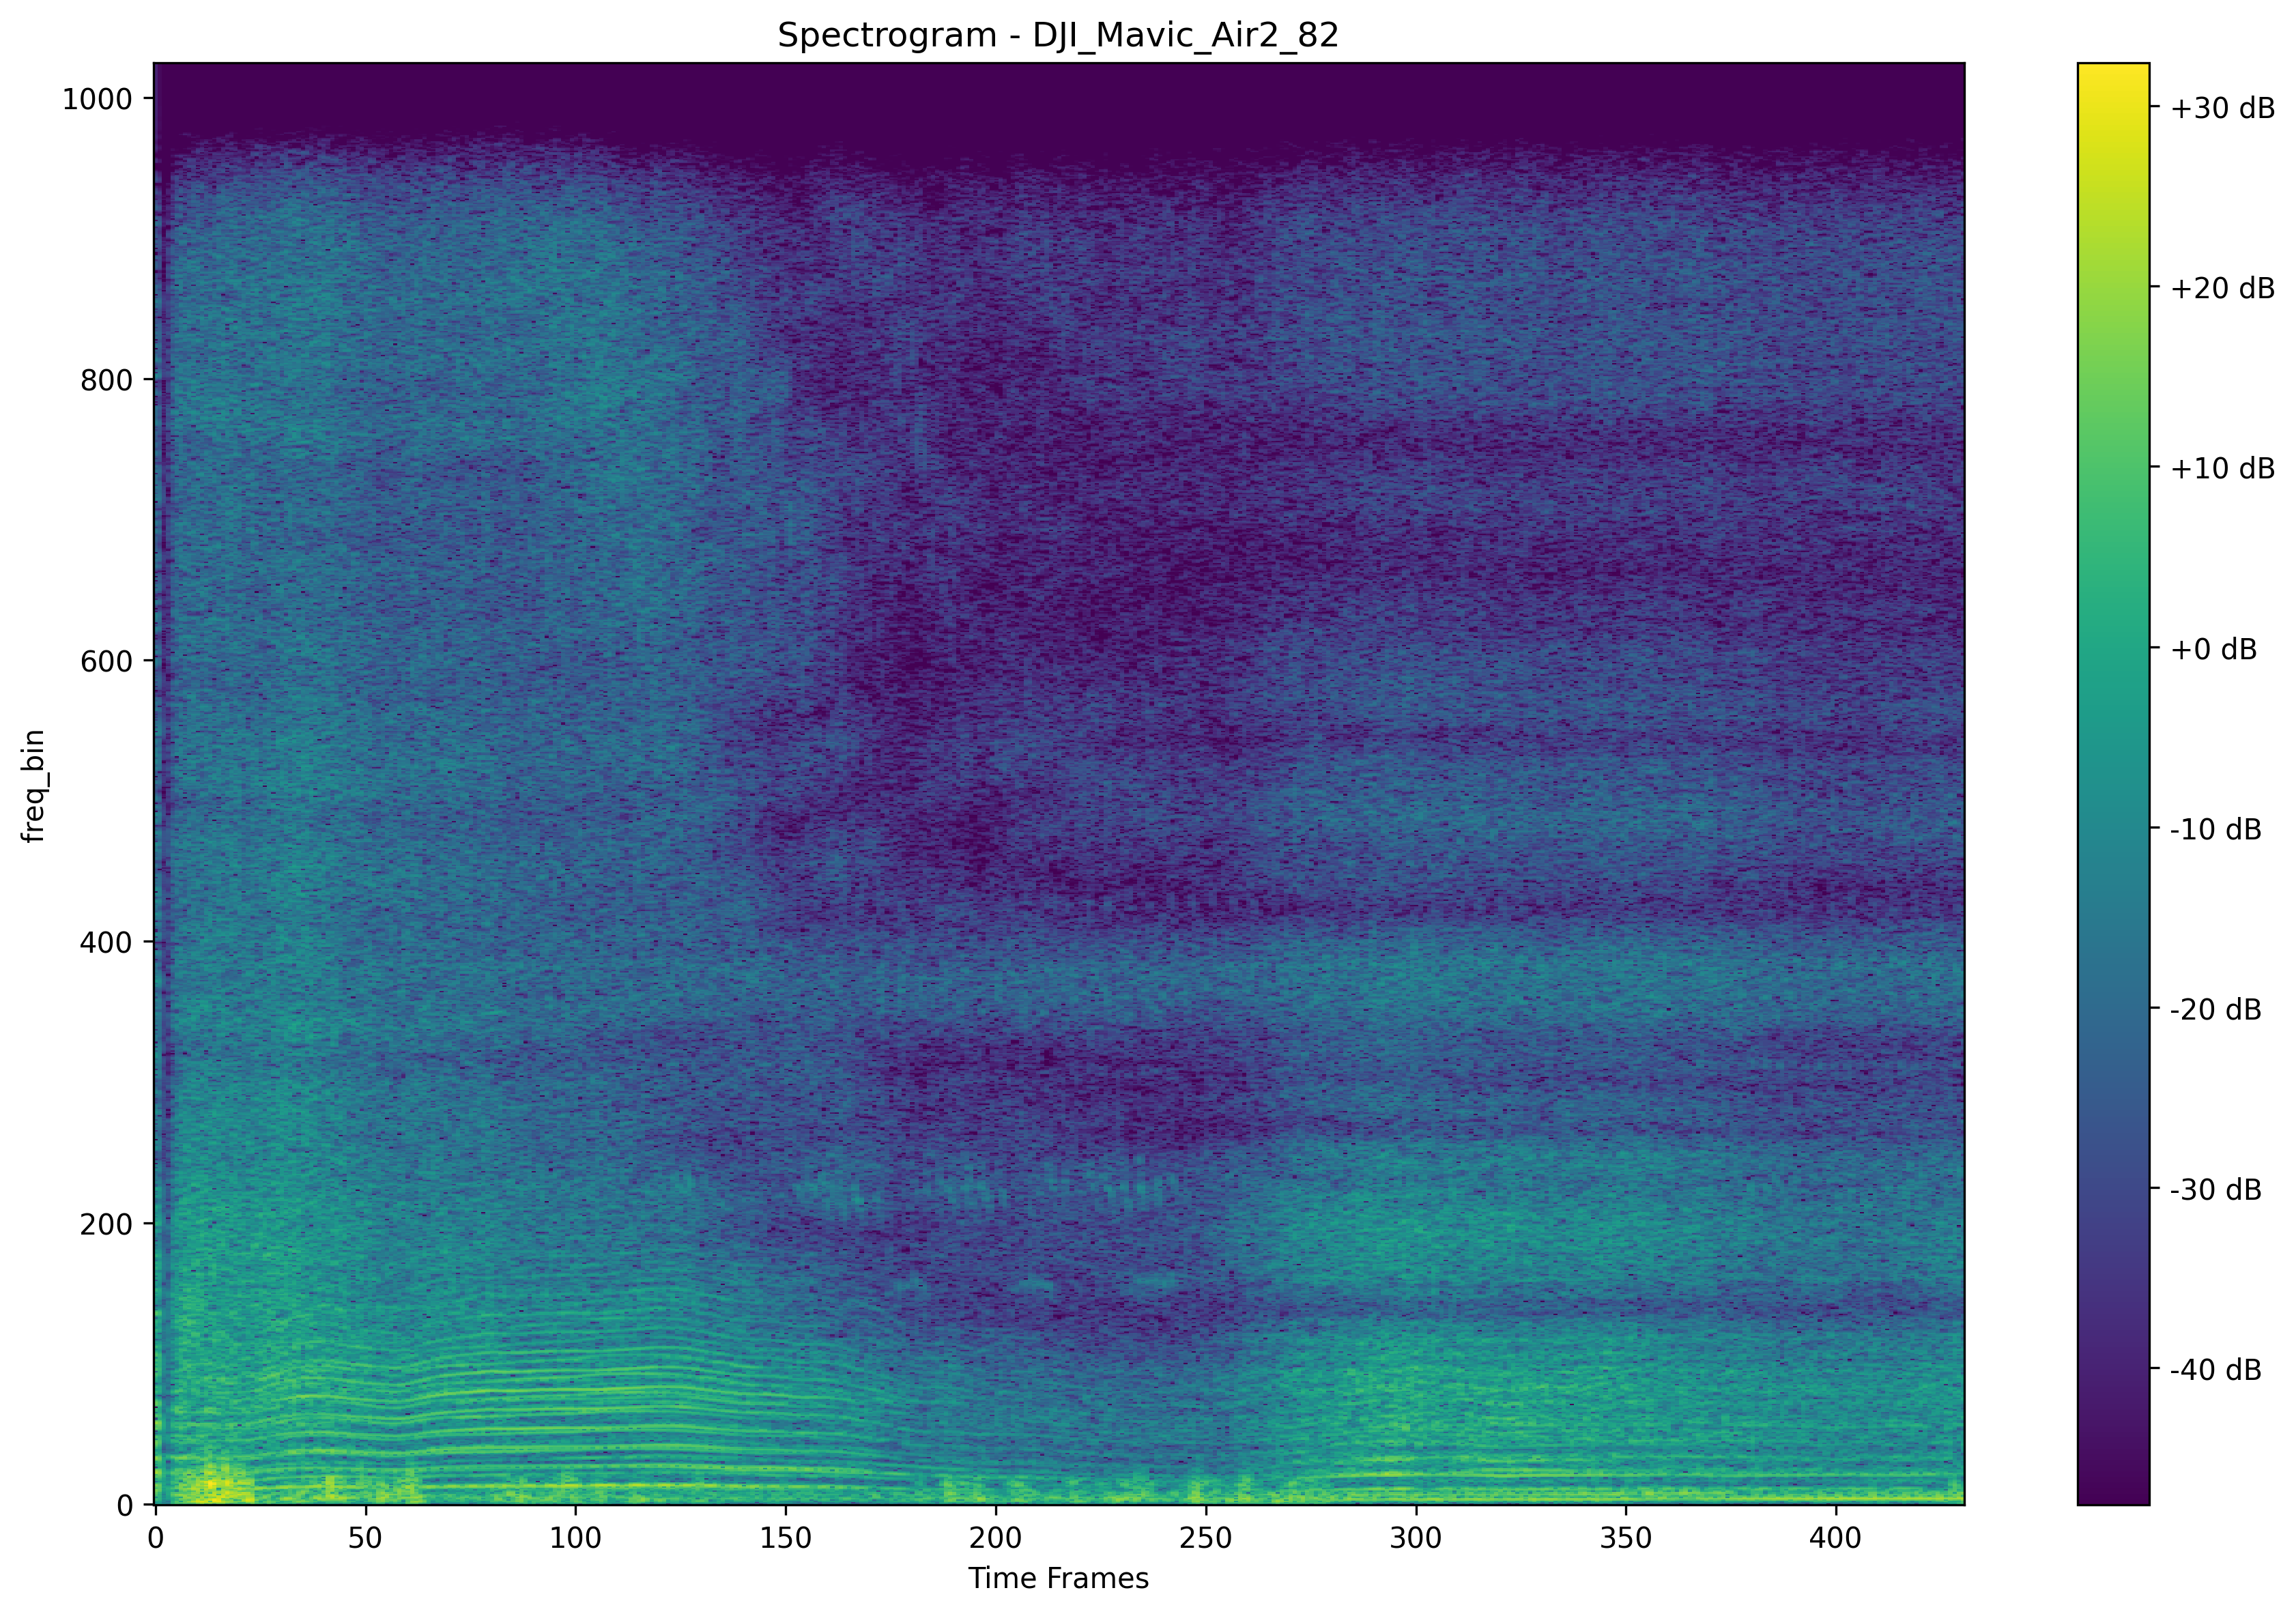 Spectrogram - DJI_Mavic_Air2_82
1000
800
600
400
200
0
freq_bin
0 50 100 150 200 250 300 350 400
Time Frames
+30 dB
+20 dB
+10 dB
+0 dB
-10 dB
-20 dB
-30 dB
-40 dB